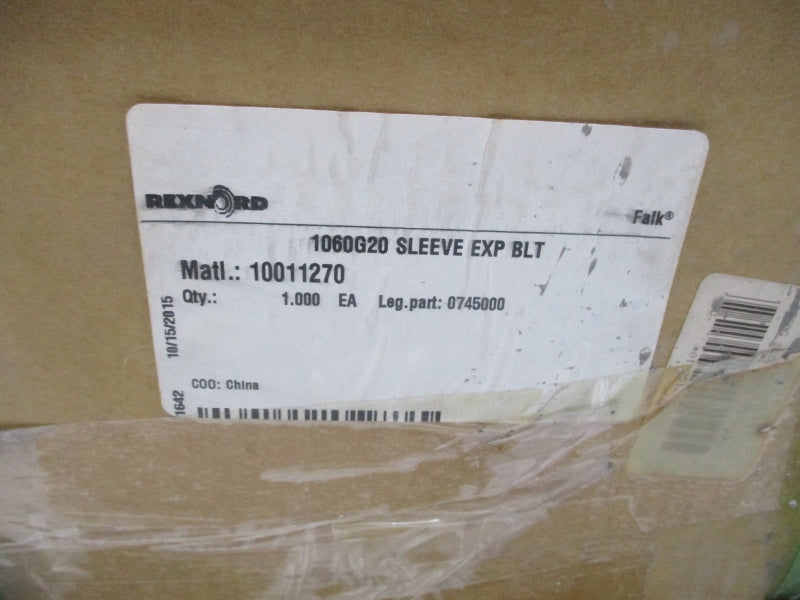 REXNORD
Falk®
1060G20 SLEEVE EXP BLT
Matl.: 10011270
Qty.: 1.000 EA Leg.part: 0745000
10/15/2015
COO: China
1642